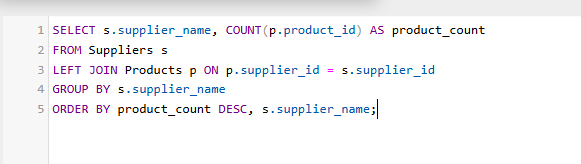 1 SELECT s.supplier_name, COUNT(p.product_id) AS product_count
2 FROM Suppliers s
3 LEFT JOIN Products p ON p.supplier_id = s.supplier_id
4 GROUP BY s.supplier_name
5 ORDER BY product_count DESC, s.supplier_name;